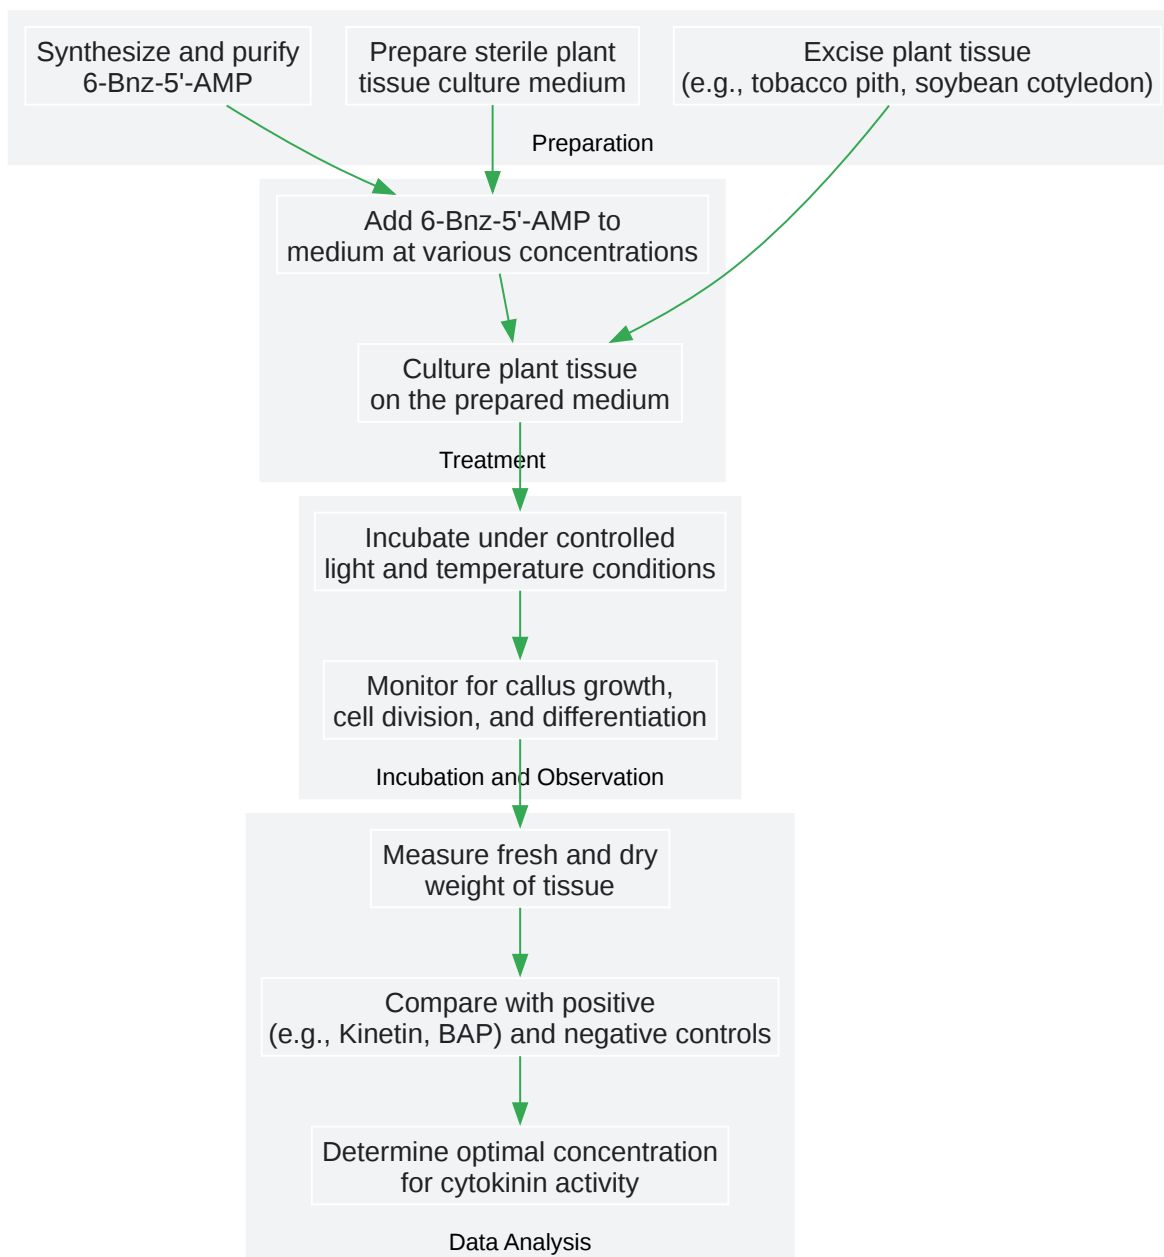 Synthesize and purify
6-Bnz-5'-AMP
Prepare sterile plant
tissue culture medium
Excise plant tissue
(e.g., tobacco pith, soybean cotyledon)
Preparation
Add 6-Bnz-5'-AMP to
medium at various concentrations
Culture plant tissue
on the prepared medium
Treatment
Incubate under controlled
light and temperature conditions
Monitor for callus growth,
cell division, and differentiation
Incubation and Observation
Measure fresh and dry
weight of tissue
Compare with positive
(e.g., Kinetin, BAP) and negative controls
Determine optimal concentration
for cytokinin activity
Data Analysis